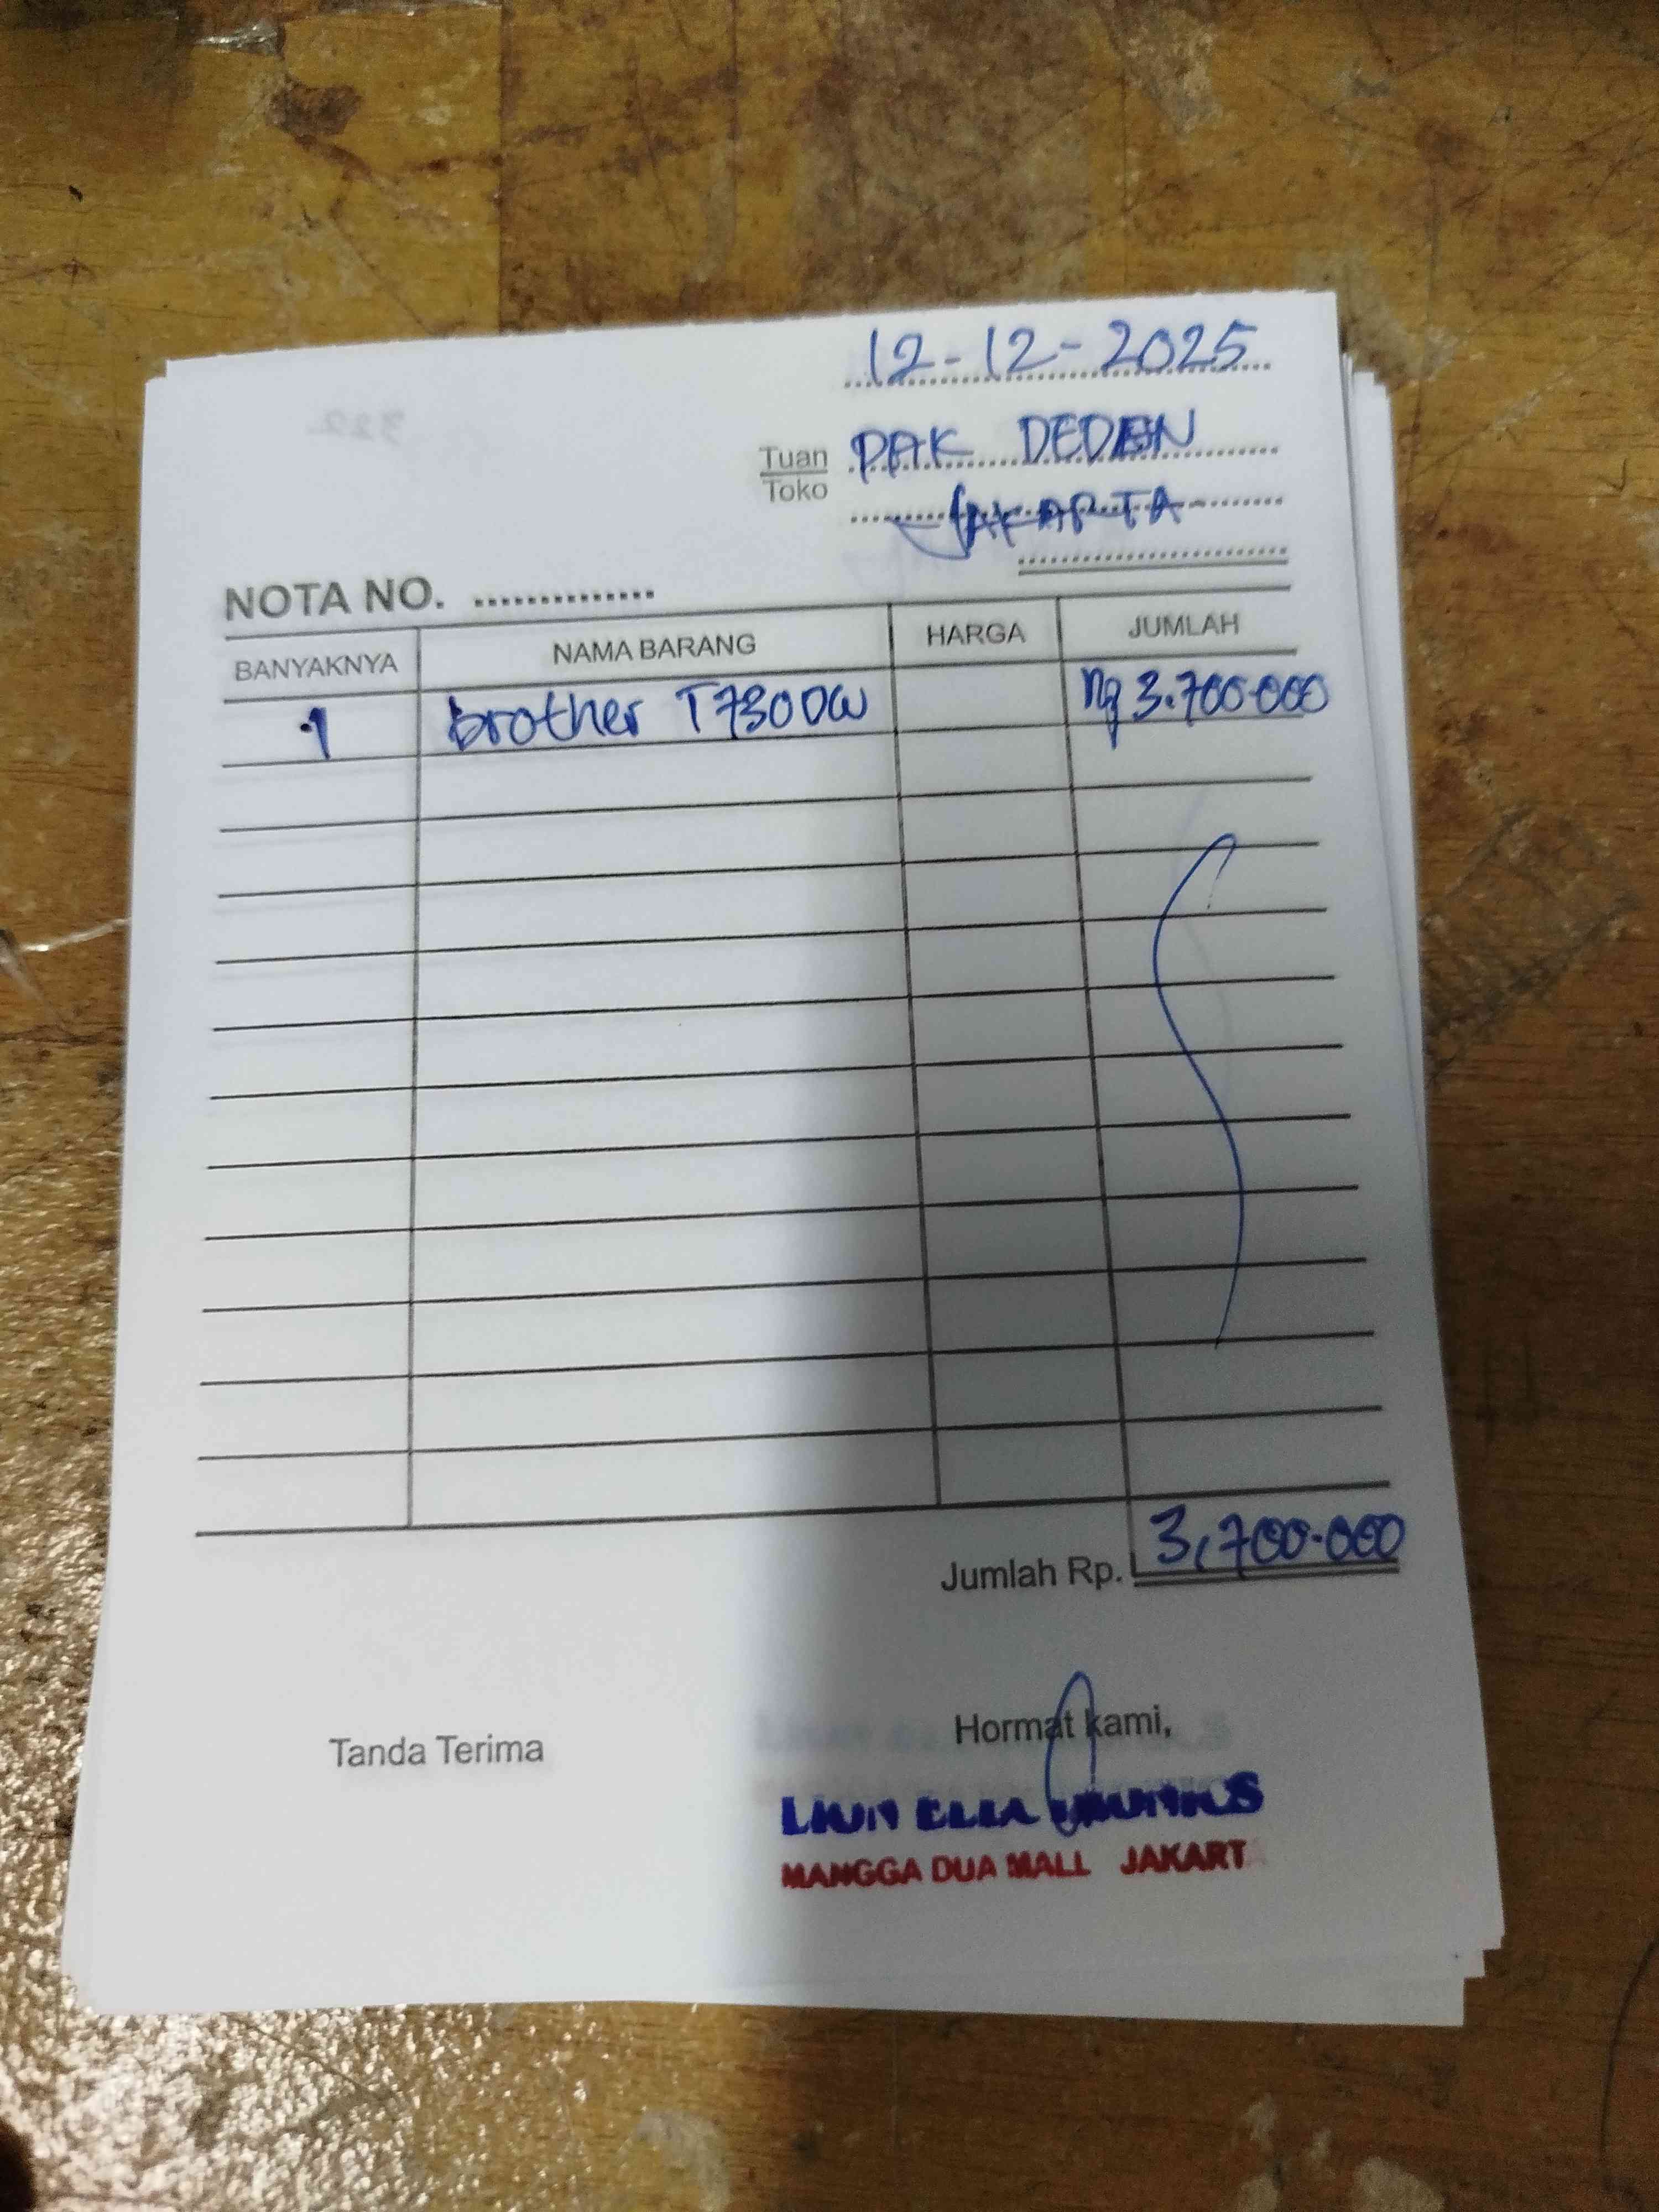 12-12-2025
Tuan PAK DEDEN
Toko
JAKARTA
NOTA NO. ..............
BANYAKNYA NAMA BARANG HARGA JUMLAH
1 brother T730DW Rp 3.700.000
Jumlah Rp. 3,700.000
Tanda Terima Hormat kami,
MANGGA DUA MALL JAKARTA